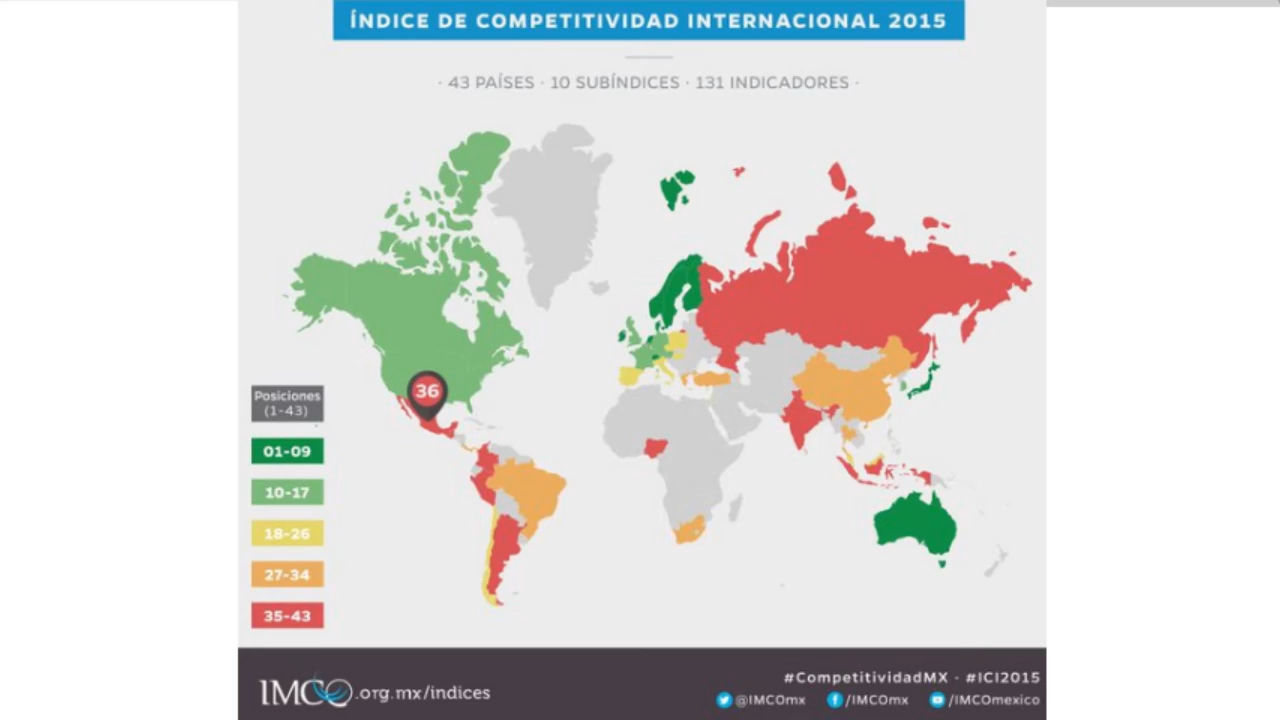 ÍNDICE DE COMPETITIVIDAD INTERNACIONAL 2015
· 43 PAÍSES · 10 SUBÍNDICES · 131 INDICADORES ·
36
Posiciones
(1-43)
01-09
10-17
18-26
27-34
35-43
IMCO.org.mx/indices
#CompetitividadMX · #ICI2015
@IMCOmx /IMCOmx /IMCOmexico